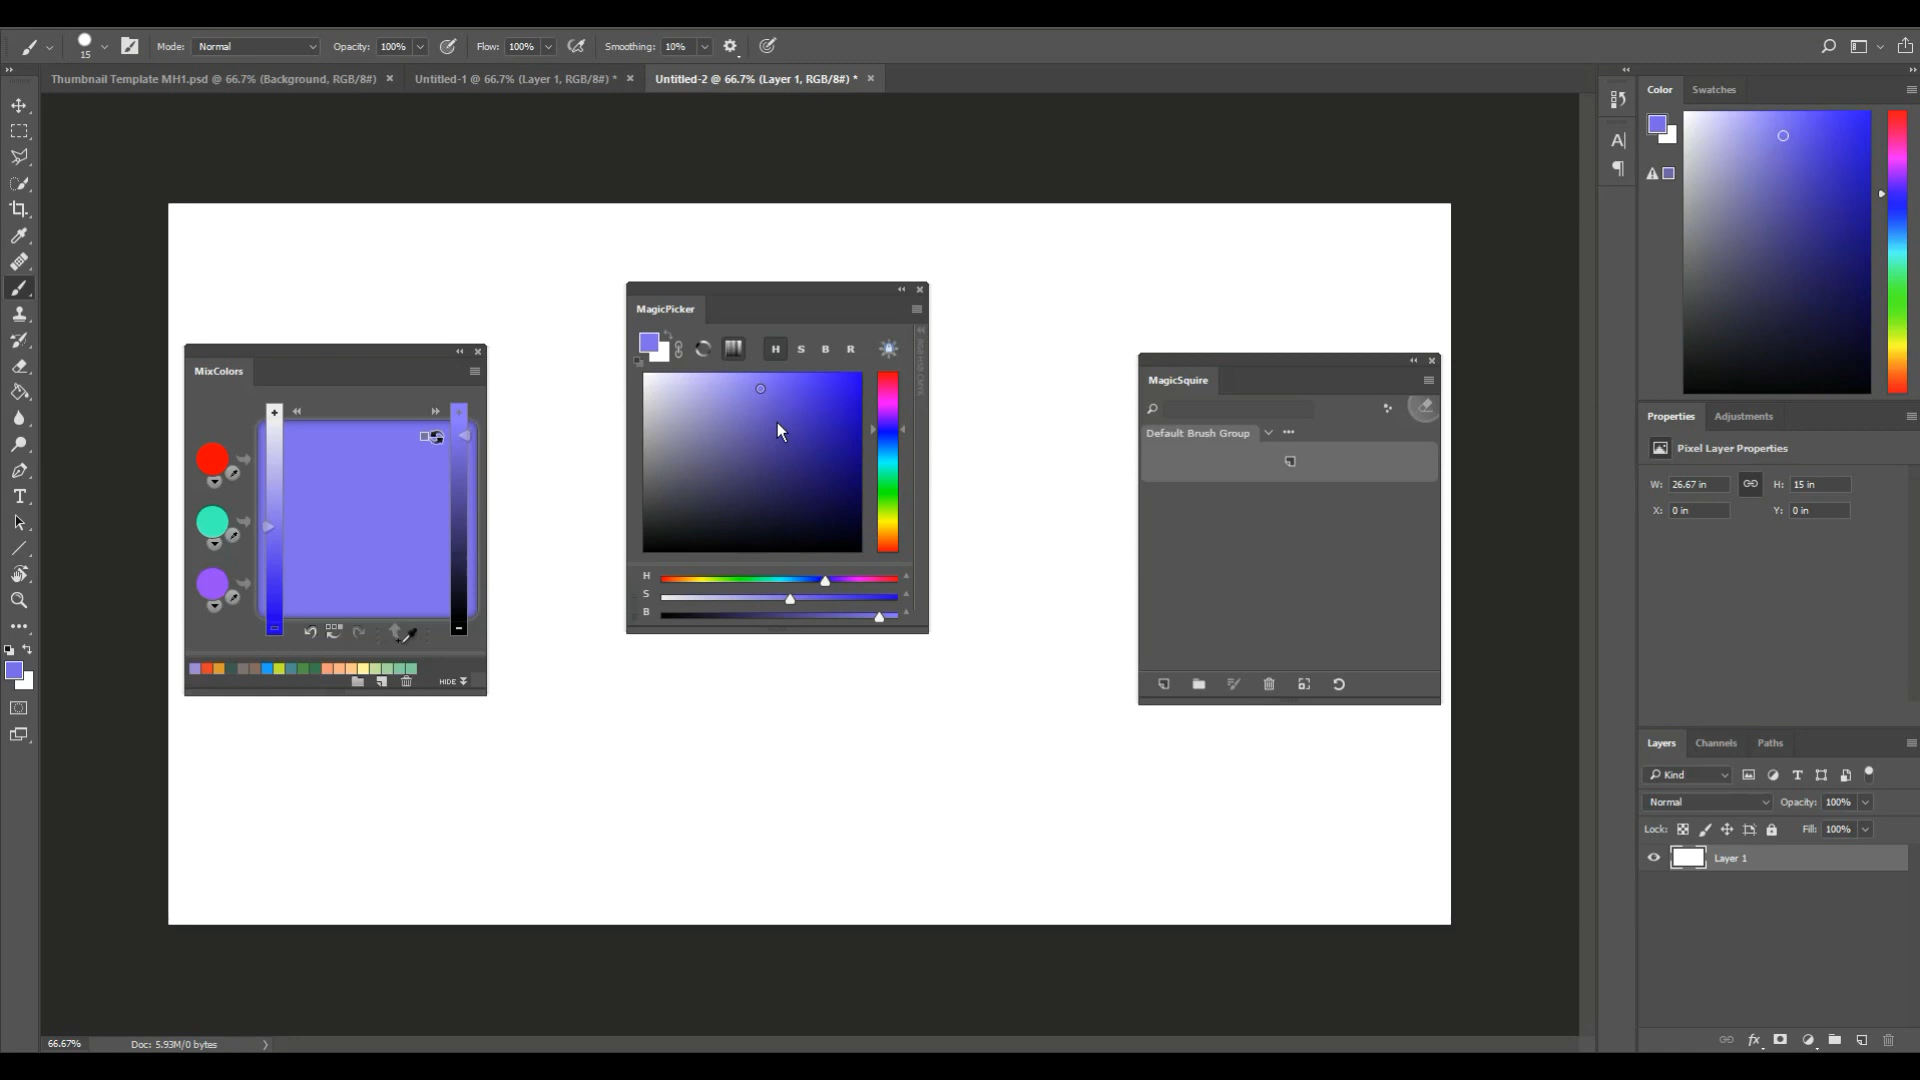 15
Mode: Normal Opacity: 100% Flow: 100% Smoothing: 10%
Thumbnail Template MH1.psd @ 66.7% (Background, RGB/8#) Untitled-1 @ 66.7% (Layer 1, RGB/8#) * Untitled-2 @ 66.7% (Layer 1, RGB/8#) *
Color Swatches
MagicPicker
H S B R
H
S
B
MixColors
HIDE
MagicSquire
Default Brush Group
Properties Adjustments
Pixel Layer Properties
W: 26.67 in H: 15 in
X: 0 in Y: 0 in
Layers Channels Paths
Kind
Normal Opacity: 100%
Lock: Fill: 100%
Layer 1
66.67% Doc: 5.93M/0 bytes